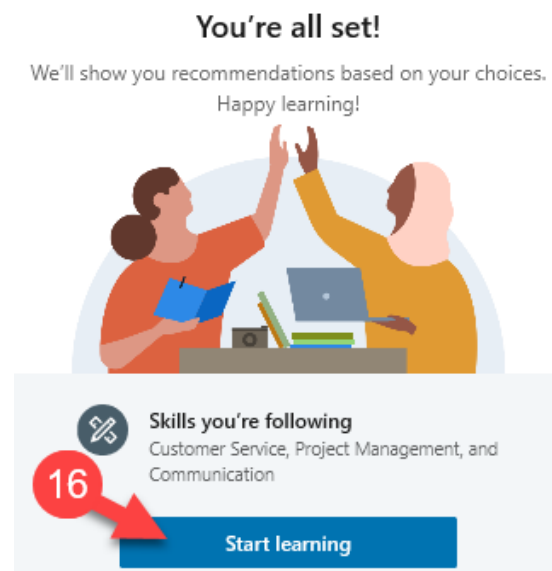 You're all set!
We'll show you recommendations based on your choices.
Happy learning!
Skills you're following
Customer Service, Project Management, and
Communication
16
Start learning